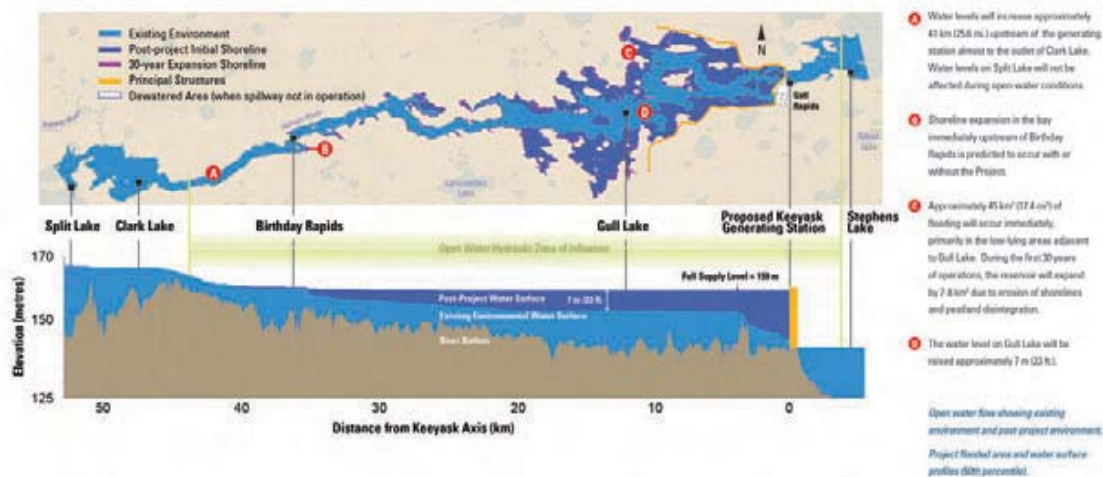 Existing Environment
Post-project Initial Shoreline
30-year Expansion Shoreline
Principal Structures
Dewatered Area (when spillway not in operation)
N
A
B
C
D
Gull
Rapids
Split Lake
Clark Lake
Birthday Rapids
Gull Lake
Proposed Keeyask
Generating Station
Stephens
Lake
Open Water Hydraulic Zone of Influence
Full Supply Level = 159 m
Post-Project Water Surface
7 m (23 ft.
Existing Environmental Water Surface
River Bottom
Elevation (metres)
170
150
125
50
40
30
20
10
0
Distance from Keeyask Axis (km)
A Water levels will increase approximately
41 km (25.6 mi.) upstream of the generating
station almost to the outlet of Clark Lake.
Water levels on Split Lake will not be
affected during open-water conditions.
Shoreline expansion in the bay
immediately upstream of Birthday
Rapids is predicted to occur with or
without the Project.
C Approximately 45 km² (17.4 m²) of
flooding will occur immediately,
primarily in the low-lying areas adjacent
to Gull Lake. During the first 30 years
of operations, the reservoir will expand
by 7-8 km² due to erosion of shorelines
and peatland disintegration.
D The water level on Gull Lake will be
raised approximately 7 m (23 ft.).
Open water flow showing existing
environment and post-project environment.
Project flooded area and water surface
profiles (50th percentile).